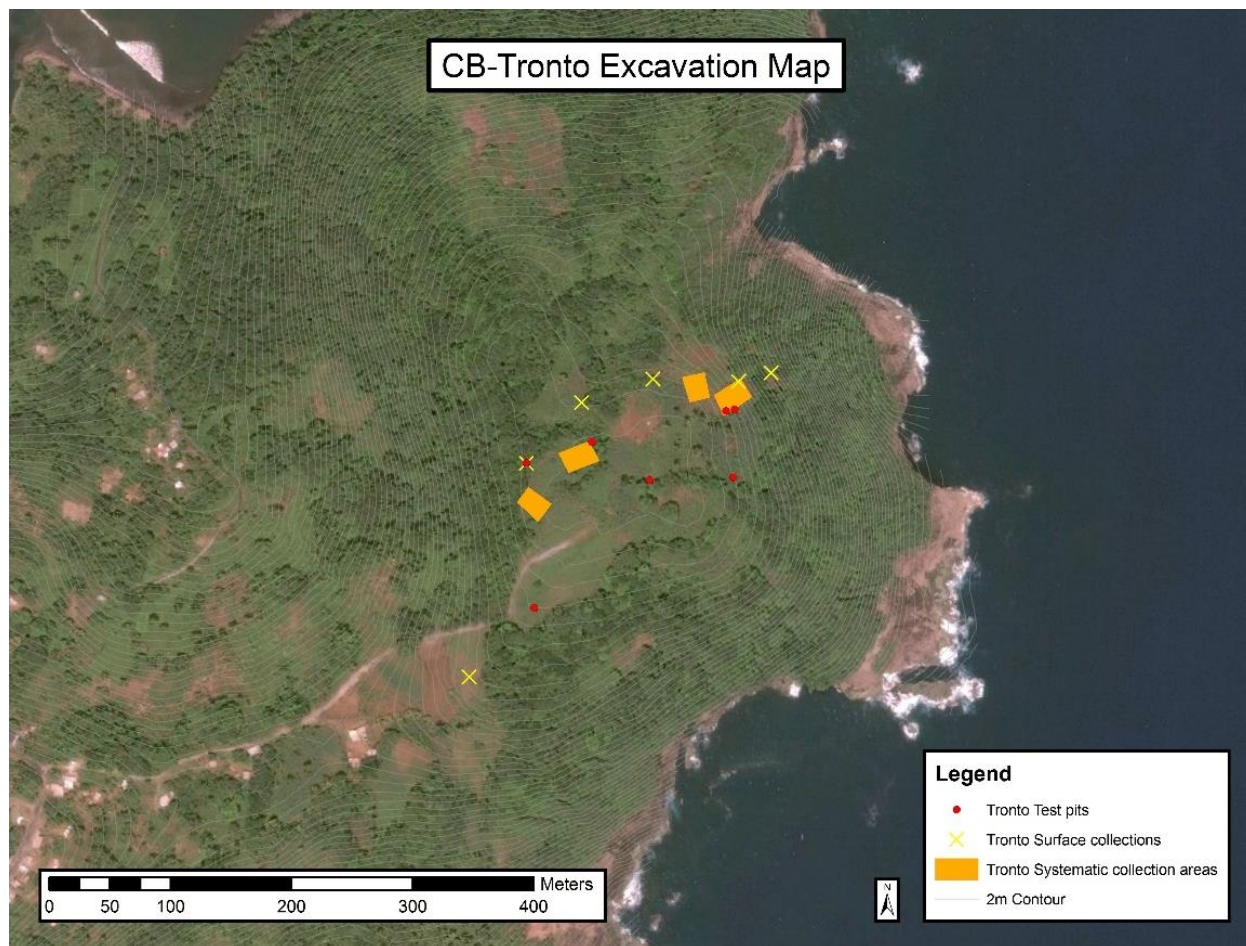 CB-Tronto Excavation Map
Legend
Tronto Test pits
Tronto Surface collections
Tronto Systematic collection areas
2m Contour
Meters
0 50 100 200 300 400
N